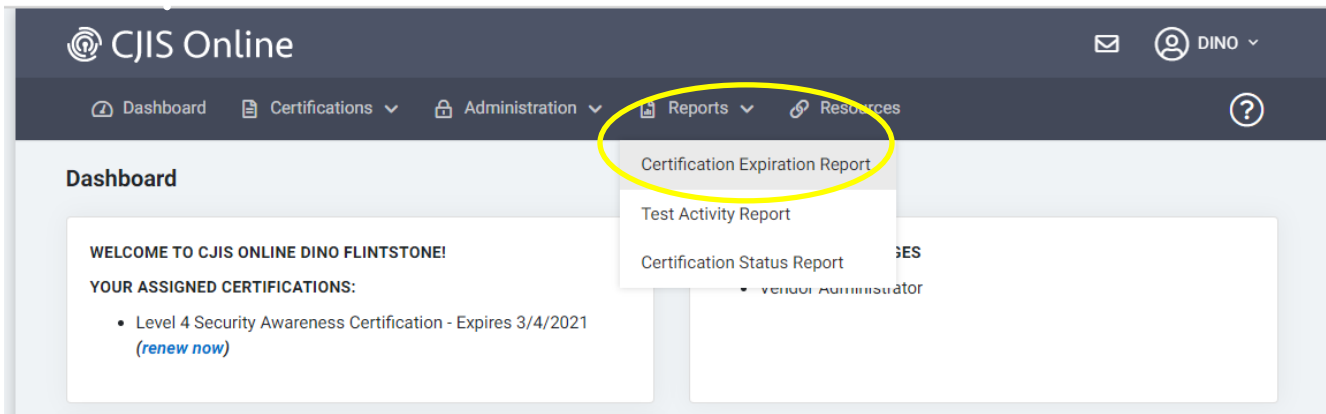 CJIS Online
DINO
Dashboard Certifications Administration Reports Resources ?
Certification Expiration Report
Test Activity Report
Certification Status Report
Dashboard
WELCOME TO CJIS ONLINE DINO FLINTSTONE!
YOUR ASSIGNED CERTIFICATIONS:
• Level 4 Security Awareness Certification - Expires 3/4/2021
(renew now)
• Vendor Administrator